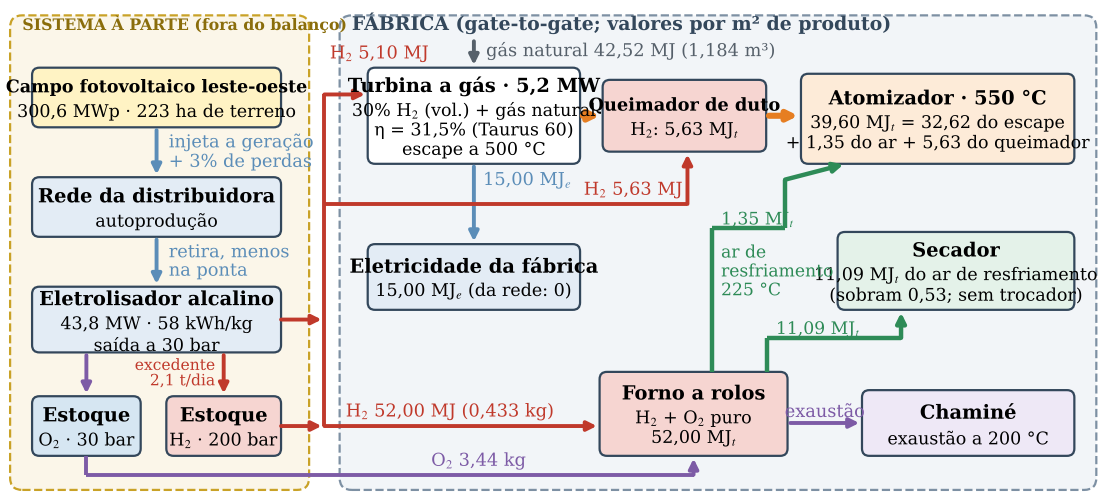 SISTEMA À PARTE (fora do balanço)
Campo fotovoltaico leste-oeste
300,6 MWp · 223 ha de terreno
injeta a geração
+ 3% de perdas
Rede da distribuidora
autoprodução
retira, menos
na ponta
Eletrolisador alcalino
43,8 MW · 58 kWh/kg
saída a 30 bar
excedente
2,1 t/dia
Estoque
O₂ · 30 bar
Estoque
H₂ · 200 bar
FÁBRICA (gate-to-gate; valores por m² de produto)
H₂ 5,10 MJ
gás natural 42,52 MJ (1,184 m³)
Turbina a gás · 5,2 MW
30% H₂ (vol.) + gás natural
η = 31,5% (Taurus 60)
escape a 500 °C
Queimador de duto
H₂: 5,63 MJₜ
Atomizador · 550 °C
39,60 MJₜ = 32,62 do escape
+ 1,35 do ar + 5,63 do queimador
15,00 MJₑ
H₂ 5,63 MJ
Eletricidade da fábrica
15,00 MJₑ (da rede: 0)
1,35 MJₜ
ar de
resfriamento
225 °C
Secador
11,09 MJₜ do ar de resfriamento
(sobram 0,53; sem trocador)
11,09 MJₜ
H₂ 52,00 MJ (0,433 kg)
Forno a rolos
H₂ + O₂ puro
52,00 MJₜ
exaustão
Chaminé
exaustão a 200 °C
O₂ 3,44 kg